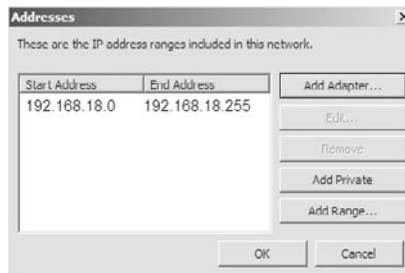 Addresses
These are the IP address ranges included in this network.
Start Address End Address
192.168.18.0 192.168.18.255
Add Adapter...
Edit...
Remove
Add Private
Add Range...
OK Cancel